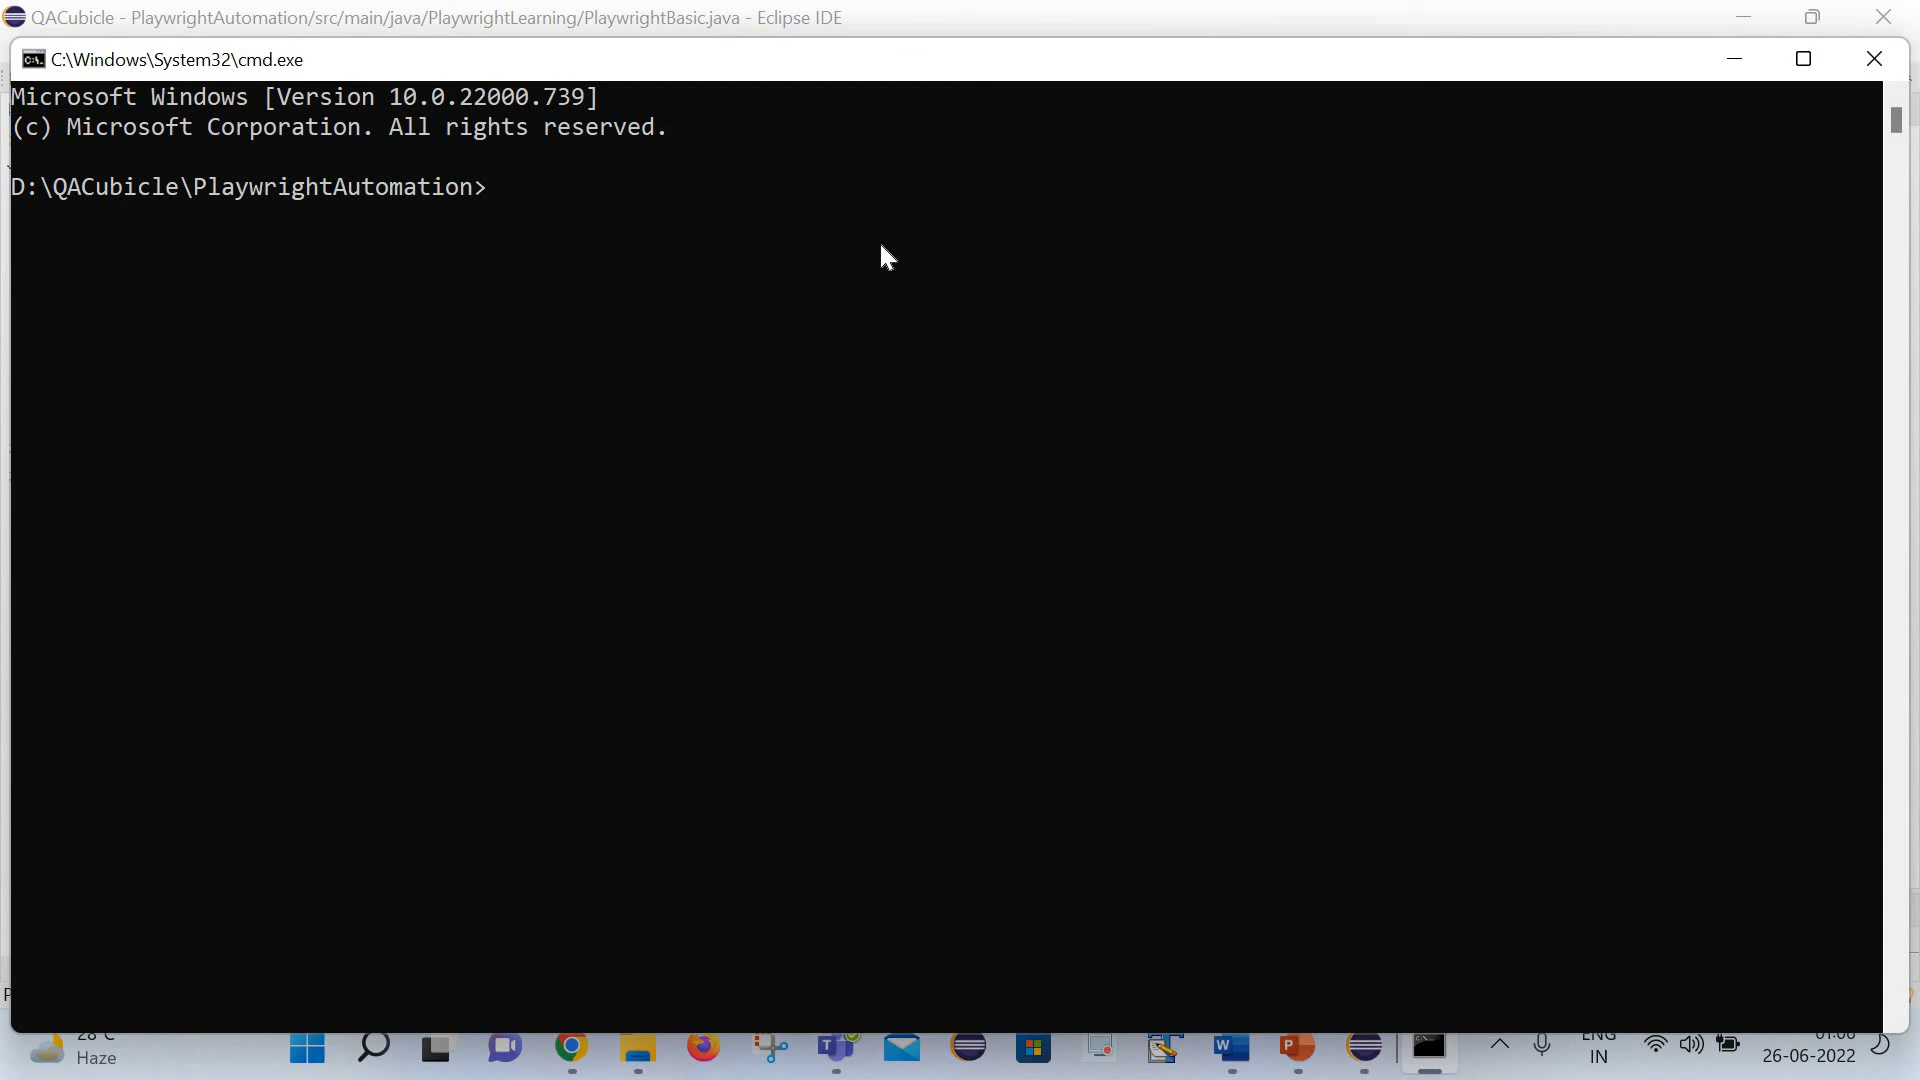 QACubicle - PlaywrightAutomation/src/main/java/PlaywrightLearning/PlaywrightBasic.java - Eclipse IDE
C:\Windows\System32\cmd.exe
Microsoft Windows [Version 10.0.22000.739]
(c) Microsoft Corporation. All rights reserved.
D:\QACubicle\PlaywrightAutomation>
28°C
Haze
ENG
IN
01:06
26-06-2022